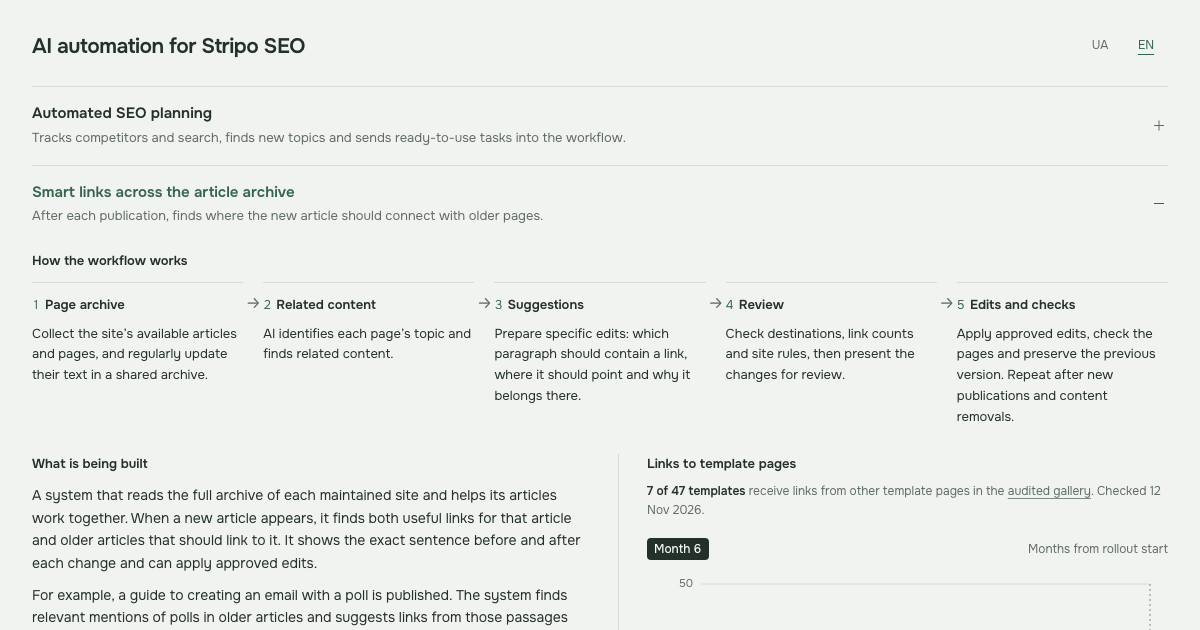 AI automation for Stripo SEO
UA
EN
Automated SEO planning
Tracks competitors and search, finds new topics and sends ready-to-use tasks into the workflow.
+
Smart links across the article archive
After each publication, finds where the new article should connect with older pages.
−
How the workflow works
1 Page archive
Collect the site’s available articles
and pages, and regularly update
their text in a shared archive.
→ 2 Related content
AI identifies each page’s topic and
finds related content.
→ 3 Suggestions
Prepare specific edits: which
paragraph should contain a link,
where it should point and why it
belongs there.
→ 4 Review
Check destinations, link counts
and site rules, then present the
changes for review.
→ 5 Edits and checks
Apply approved edits, check the
pages and preserve the previous
version. Repeat after new
publications and content
removals.
What is being built
A system that reads the full archive of each maintained site and helps its articles
work together. When a new article appears, it finds both useful links for that article
and older articles that should link to it. It shows the exact sentence before and after
each change and can apply approved edits.
For example, a guide to creating an email with a poll is published. The system finds
relevant mentions of polls in older articles and suggests links from those passages
Links to template pages
7 of 47 templates receive links from other template pages in the audited gallery. Checked 12
Nov 2026.
Month 6
Months from rollout start
50